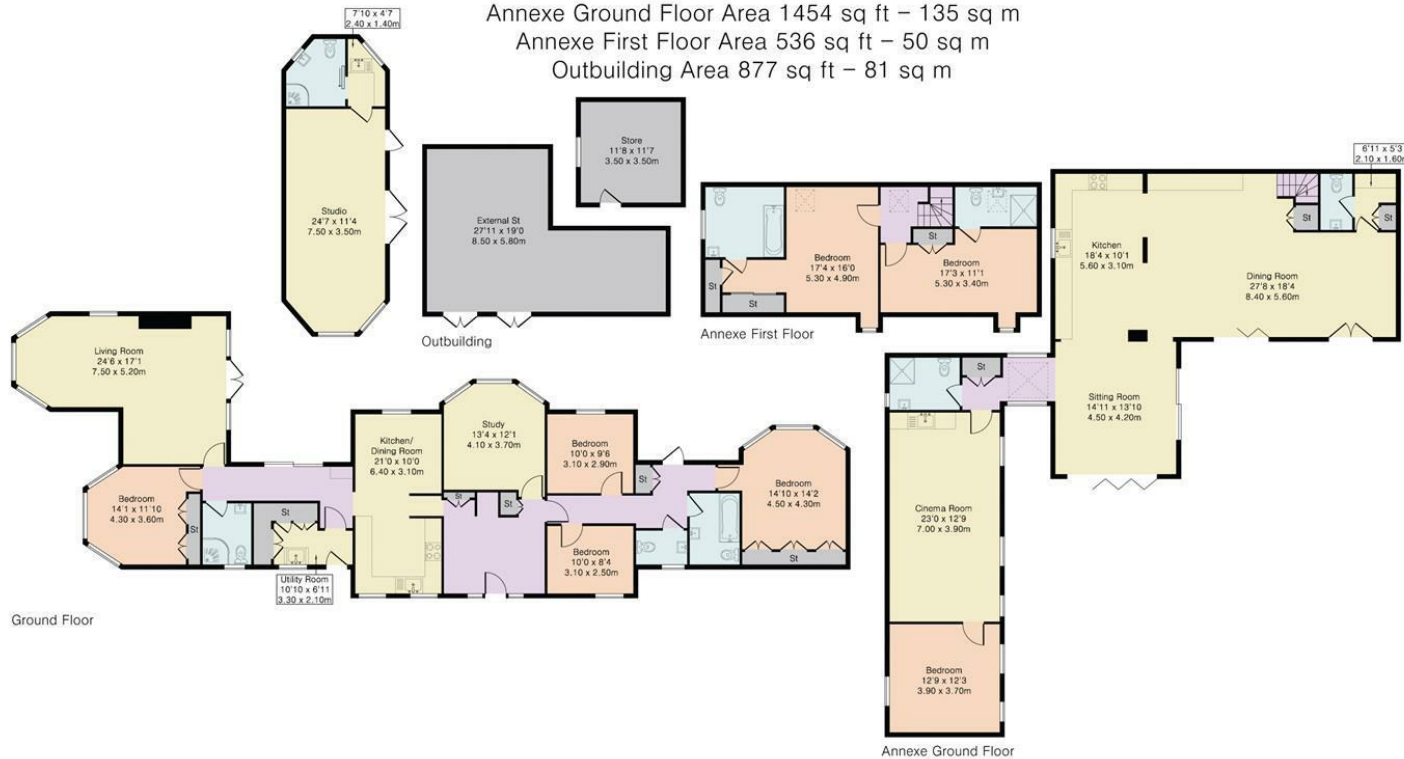 Annexe Ground Floor Area 1454 sq ft – 135 sq m
Annexe First Floor Area 536 sq ft – 50 sq m
Outbuilding Area 877 sq ft – 81 sq m
7'10 x 4'7
2.40 x 1.40m
Studio
24'7 x 11'4
7.50 x 3.50m
Store
11'8 x 11'7
3.50 x 3.50m
External St
27'11 x 19'0
8.50 x 5.80m
Outbuilding
Bedroom
17'4 x 16'0
5.30 x 4.90m
St
St
St
Bedroom
17'3 x 11'1
5.30 x 3.40m
Annexe First Floor
6'11 x 5'3
2.10 x 1.60m
Kitchen
18'4 x 10'1
5.60 x 3.10m
St
St
Dining Room
27'8 x 18'4
8.40 x 5.60m
Sitting Room
14'11 x 13'10
4.50 x 4.20m
St
Cinema Room
23'0 x 12'9
7.00 x 3.90m
Bedroom
12'9 x 12'3
3.90 x 3.70m
Annexe Ground Floor
Living Room
24'6 x 17'1
7.50 x 5.20m
Bedroom
14'1 x 11'10
4.30 x 3.60m
St
St
Utility Room
10'10 x 6'11
3.30 x 2.10m
Kitchen/
Dining Room
21'0 x 10'0
6.40 x 3.10m
Study
13'4 x 12'1
4.10 x 3.70m
St
St
Bedroom
10'0 x 9'6
3.10 x 2.90m
St
Bedroom
10'0 x 8'4
3.10 x 2.50m
Bedroom
14'10 x 14'2
4.50 x 4.30m
St
Ground Floor